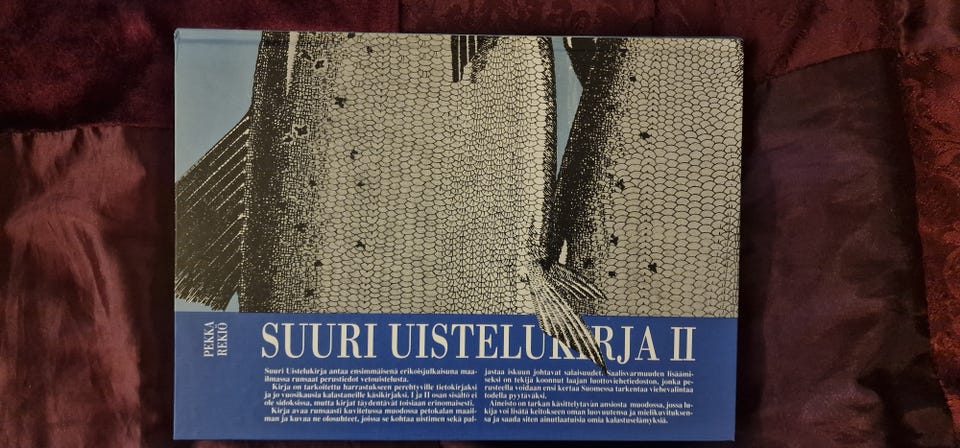 PEKKA
REKIÖ
SUURI UISTELUKIRJA II
Suuri Uistelukirja antaa ensimmäisenä erikoisjulkaisuna maa-
ilmassa runsaat perustiedot vetouistelusta.
Kirja on tarkoitettu harrastukseen perehtyville tietokirjaksi
ja jo vuosikausia kalastaneille käsikirjaksi. I ja II osan sisältö ei
ole sidoksissa, mutta kirjat täydentävät toisiaan erinomaisesti.
Kirja avaa runsaasti kuvitetussa muodossa petokalan maail-
man ja kuvaa ne olosuhteet, joissa se kohtaa uistimen sekä pal-
jastaa iskuun johtavat salaisuudet. Saalisvarmuuden lisäämi-
seksi on tekijä koonnut laajan luottoviehetiedoston, jonka pe-
rusteella voidaan ensi kertaa Suomessa tarkentaa viehevalintaa
todella pyytäväksi.
Aineisto on tarkan käsittelytavan ansiosta muodossa, jossa lu-
kija voi lisätä keitokseen oman luovuutensa ja mielikuvituksen-
sa ja saada siten ainutlaatuisia omia kalastuselämyksiä.